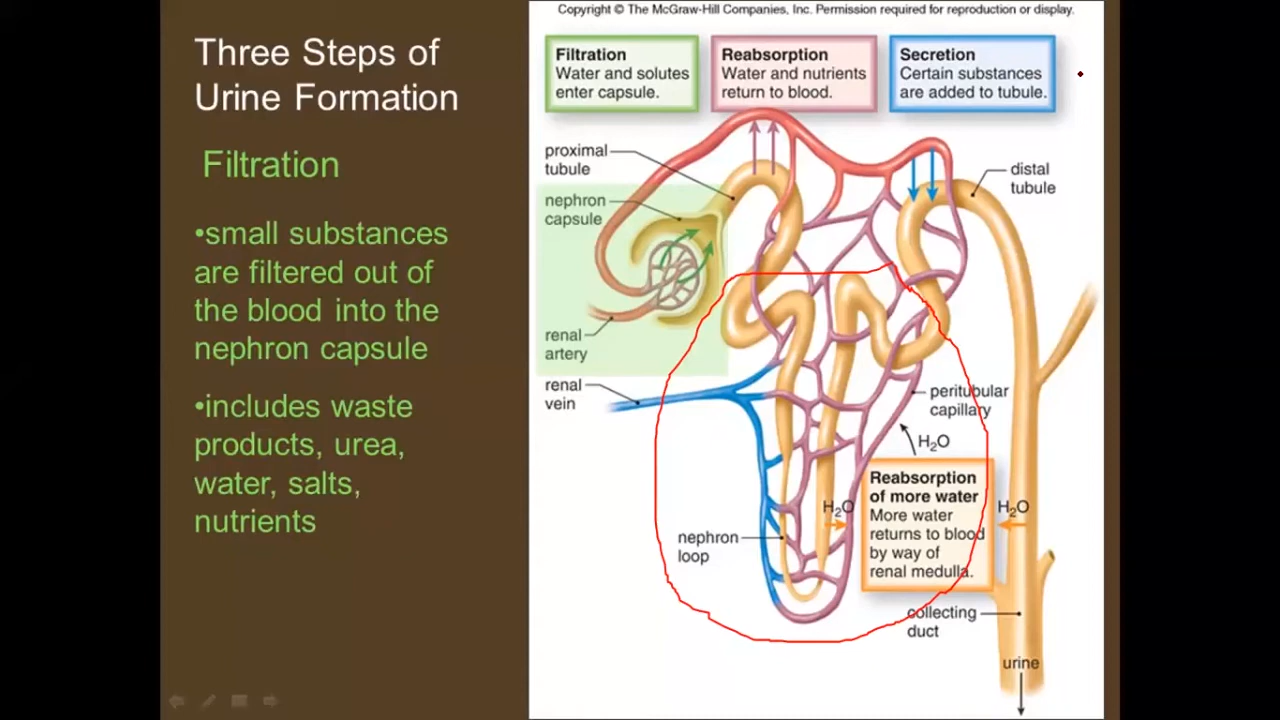 Copyright © The McGraw-Hill Companies, Inc. Permission required for reproduction or display.
Three Steps of
Urine Formation
Filtration
•small substances
are filtered out of
the blood into the
nephron capsule
•includes waste
products, urea,
water, salts,
nutrients
Filtration
Water and solutes
enter capsule.
Reabsorption
Water and nutrients
return to blood.
Secretion
Certain substances
are added to tubule.
proximal
tubule
distal
tubule
nephron
capsule
renal
artery
renal
vein
peritubular
capillary
H₂O
Reabsorption
of more water
More water
returns to blood
by way of
renal medulla.
H₂O
H₂O
nephron
loop
collecting
duct
urine